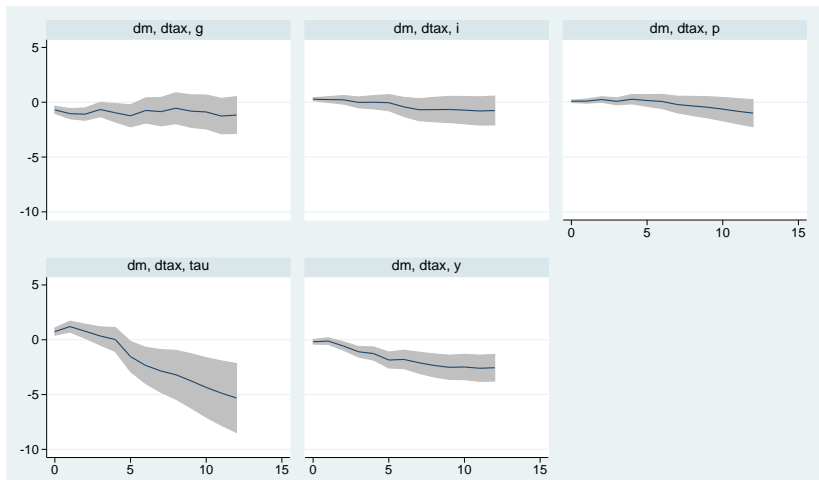 dm, dtax, g
dm, dtax, i
dm, dtax, p
5
0
-5
-10
0 5 10 15
dm, dtax, tau
dm, dtax, y
5
0
-5
-10
0 5 10 15
0 5 10 15